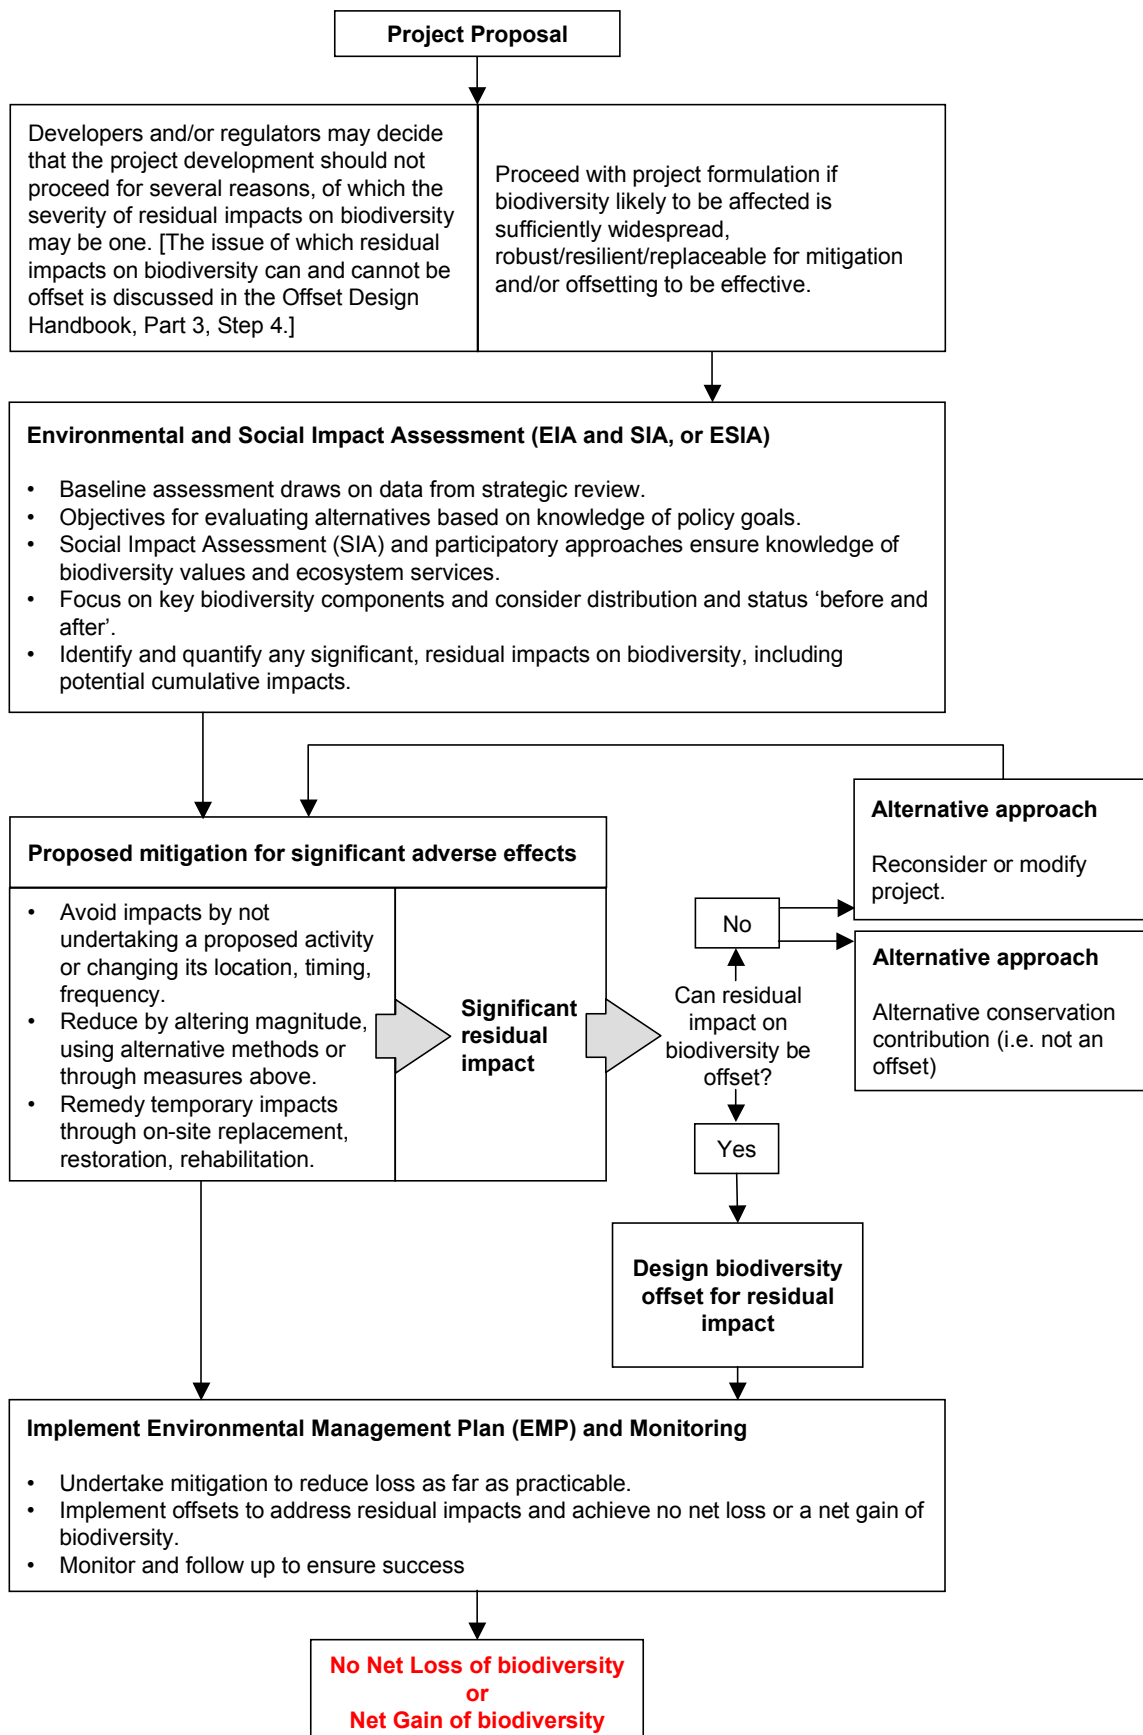 Project Proposal
Developers and/or regulators may decide
that the project development should not
proceed for several reasons, of which the
severity of residual impacts on biodiversity
may be one. [The issue of which residual
impacts on biodiversity can and cannot be
offset is discussed in the Offset Design
Handbook, Part 3, Step 4.]
Proceed with project formulation if
biodiversity likely to be affected is
sufficiently widespread,
robust/resilient/replaceable for mitigation
and/or offsetting to be effective.
Environmental and Social Impact Assessment (EIA and SIA, or ESIA)
• Baseline assessment draws on data from strategic review.
• Objectives for evaluating alternatives based on knowledge of policy goals.
• Social Impact Assessment (SIA) and participatory approaches ensure knowledge of
biodiversity values and ecosystem services.
• Focus on key biodiversity components and consider distribution and status ‘before and
after’.
• Identify and quantify any significant, residual impacts on biodiversity, including
potential cumulative impacts.
Proposed mitigation for significant adverse effects
• Avoid impacts by not
undertaking a proposed activity
or changing its location, timing,
frequency.
• Reduce by altering magnitude,
using alternative methods or
through measures above.
• Remedy temporary impacts
through on-site replacement,
restoration, rehabilitation.
Significant
residual
impact
Can residual
impact on
biodiversity be
offset?
No
Alternative approach
Reconsider or modify
project.
Alternative approach
Alternative conservation
contribution (i.e. not an
offset)
Yes
Design biodiversity
offset for residual
impact
Implement Environmental Management Plan (EMP) and Monitoring
• Undertake mitigation to reduce loss as far as practicable.
• Implement offsets to address residual impacts and achieve no net loss or a net gain of
biodiversity.
• Monitor and follow up to ensure success
No Net Loss of biodiversity
or
Net Gain of biodiversity